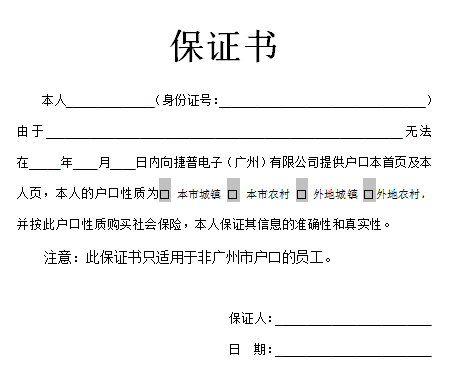 保证书
本人____________(身份证号:____________________________)
由于________________________________________________无法
在_____年____月____日内向捷普电子(广州)有限公司提供户口本首页及本
人页,本人的户口性质为□ 本市城镇 □ 本市农村 □ 外地城镇 □外地农村,
并按此户口性质购买社会保险,本人保证其信息的准确性和真实性。
注意:此保证书只适用于非广州市户口的员工。
保证人:_____________________
日 期:_____________________